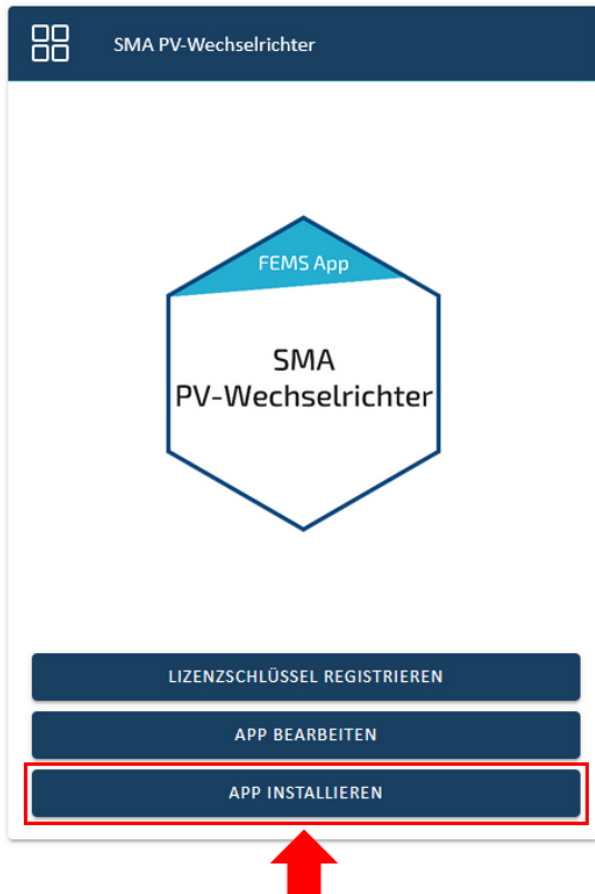 SMA PV-Wechselrichter
FEMS App
SMA
PV-Wechselrichter
LIZENZSCHLÜSSEL REGISTRIEREN
APP BEARBEITEN
APP INSTALLIEREN